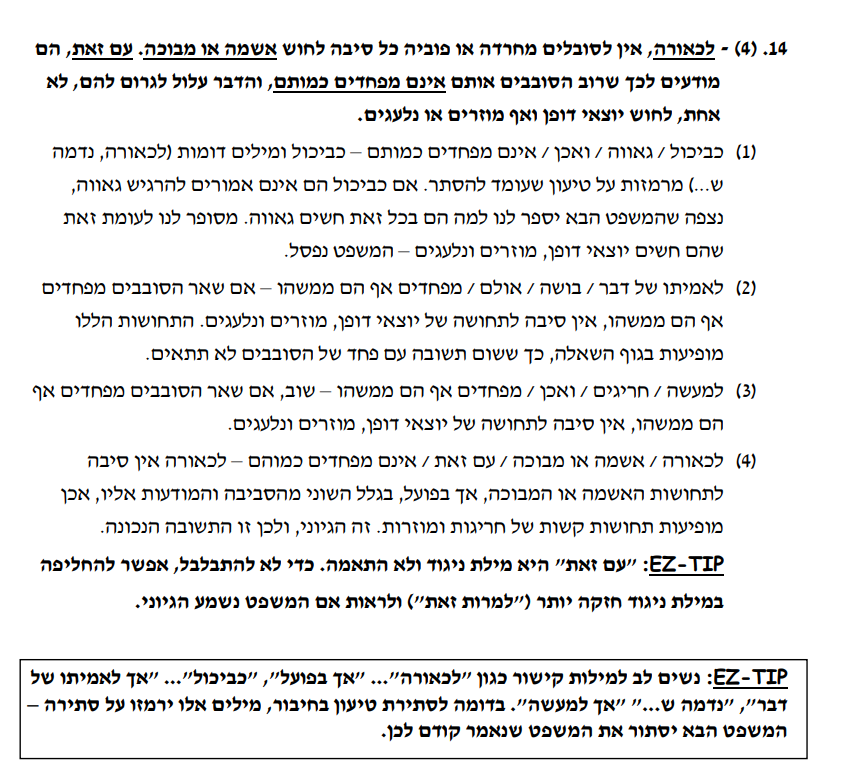 14. (4) - לכאורה, אין לסובלים מחרדה או פוביה כל סיבה לחוש אשמה או מבוכה. עם זאת, הם
מודעים לכך שרוב הסובבים אותם אינם מפחדים כמותם, והדבר עלול לגרום להם, לא
אחת, לחוש יוצאי דופן ואף מוזרים או נלעגים.
(1) כביכול / גאווה / ואכן / אינם מפחדים כמותם – כביכול ומילים דומות (לכאורה, נדמה
ש...) מרמזות על טיעון שעומד להסתר. אם כביכול הם אינם אמורים להרגיש גאווה,
נצפה שהמשפט הבא יספר לנו למה הם בכל זאת חשים גאווה. מסופר לנו לעומת זאת
שהם חשים יוצאי דופן, מוזרים ונלעגים – המשפט נפסל.
(2) לאמיתו של דבר / בושה / אולם / מפחדים אף הם ממשהו – אם שאר הסובבים מפחדים
אף הם ממשהו, אין סיבה לתחושה של יוצאי דופן, מוזרים ונלעגים. התחושות הללו
מופיעות בגוף השאלה, כך ששום תשובה עם פחד של הסובבים לא תתאים.
(3) למעשה / חריגים / ואכן / מפחדים אף הם ממשהו – שוב, אם שאר הסובבים מפחדים אף
הם ממשהו, אין סיבה לתחושה של יוצאי דופן, מוזרים ונלעגים.
(4) לכאורה / אשמה או מבוכה / עם זאת / אינם מפחדים כמוהם – לכאורה אין סיבה
לתחושות האשמה או המבוכה, אך בפועל, בגלל השוני מהסביבה והמודעות אליו, אכן
מופיעות תחושות קשות של חריגות ומוזרות. זה הגיוני, ולכן זו התשובה הנכונה.
EZ-TIP: "עם זאת" היא מילת ניגוד ולא התאמה. כדי לא להתבלבל, אפשר להחליפה
במילת ניגוד חזקה יותר ("למרות זאת") ולראות אם המשפט נשמע הגיוני.
EZ-TIP: נשים לב למילות קישור כגון "לכאורה"... "אך בפועל", "כביכול"... "אך לאמיתו של
דבר", "נדמה ש..." "אך למעשה". בדומה לסתירת טיעון בחיבור, מילים אלו ירמזו על סתירה –
המשפט הבא יסתור את המשפט שנאמר קודם לכן.